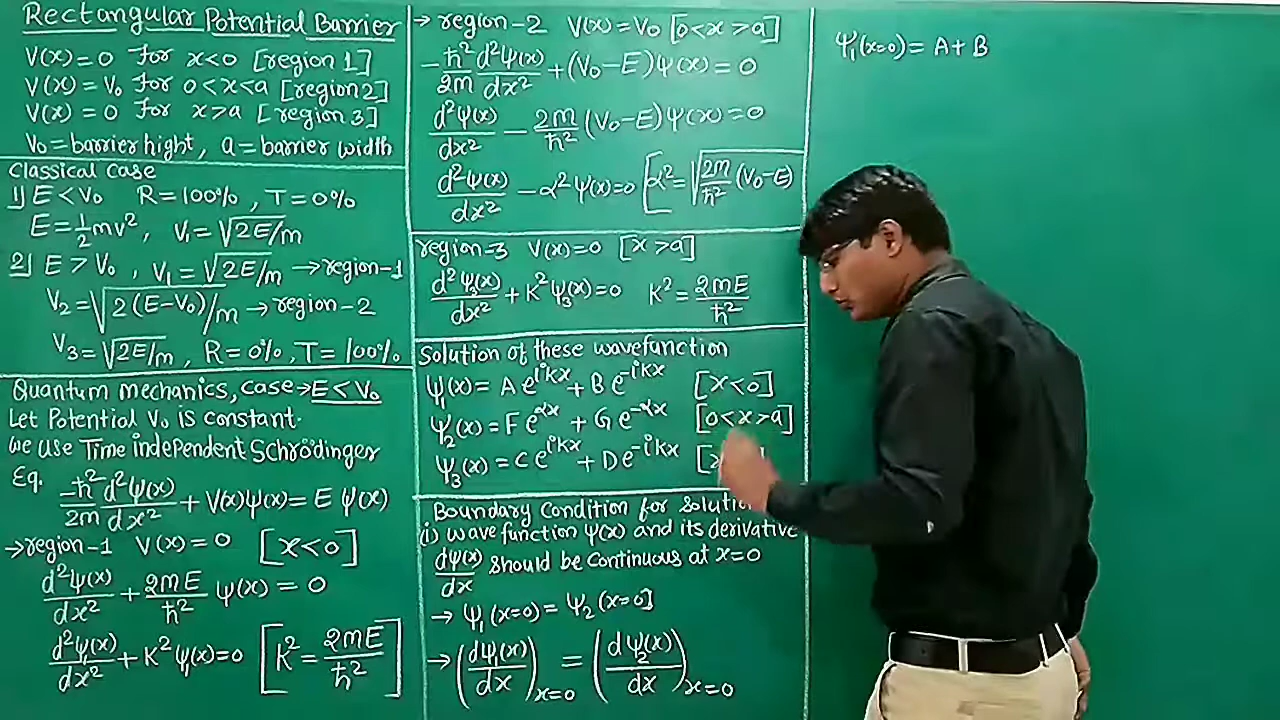 Rectangular Potential Barrier
V(x)=0 For x<0 [region 1]
V(x)=V₀ For 0<x<a [region2]
V(x)=0 For x>a [region 3]
V₀=barrier hight, a=barrier width
Classical Case
1) E<V₀ R=100%, T=0%
E=½mv², V₁=√2E/m
2) E>V₀, V₁=√2E/m →region-1
V₂=√2(E-V₀)/m →region-2
V₃=√2E/m, R=0%, T=100%
Quantum mechanics, Case→E<V₀
Let Potential V₀ is constant.
we use Time independent Schrödinger
Eq. -ħ²/2m d²ψ(x)/dx² + V(x)ψ(x)=E ψ(x)
→region-1 V(x)=0 [x<0]
d²ψ(x)/dx² + 2mE/ħ² ψ(x)=0
d²ψ₁(x)/dx² + K²ψ₁(x)=0 [K²=2mE/ħ²]
→region-2 V(x)=V₀ [0<x>a]
-ħ²/2m d²ψ(x)/dx² + (V₀-E)ψ(x)=0
d²ψ(x)/dx² - 2m/ħ² (V₀-E)ψ(x)=0
d²ψ(x)/dx² - α²ψ(x)=0 [α²=√2m/ħ² (V₀-E)
region-3 V(x)=0 [x>a]
d²ψ₃(x)/dx² + K²ψ₃(x)=0 K²=2mE/ħ²
Solution of these wavefunction
ψ₁(x)=A e^ikx + B e^-ikx [x<0]
ψ₂(x)=F e^αx + G e^-αx [0<x>a]
ψ₃(x)=C e^ikx + D e^-ikx [x
Boundary Condition for
(i) wave function ψ(x) and its derivative
dψ(x)/dx should be continuous at x=0
→ ψ₁(x=0)=ψ₂(x=0]
→ (dψ₁(x)/dx)x=0 = (dψ₂(x)/dx)x=0
ψ₁(x=0)= A+B